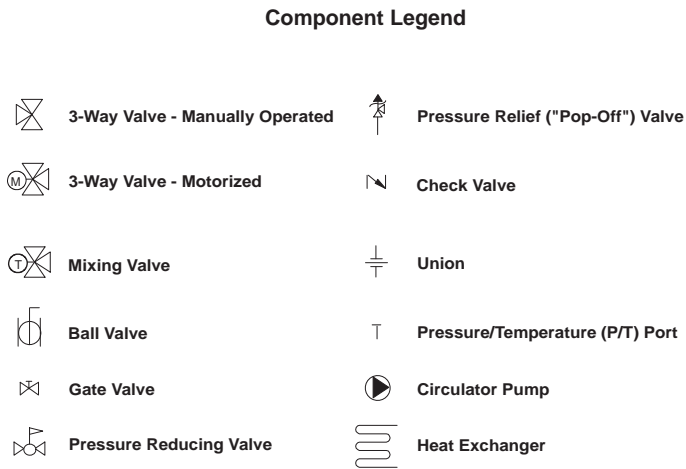 Component Legend
3-Way Valve - Manually Operated
Pressure Relief ("Pop-Off") Valve
M
3-Way Valve - Motorized
Check Valve
T
Mixing Valve
Union
Ball Valve
T
Pressure/Temperature (P/T) Port
Gate Valve
Circulator Pump
Pressure Reducing Valve
Heat Exchanger